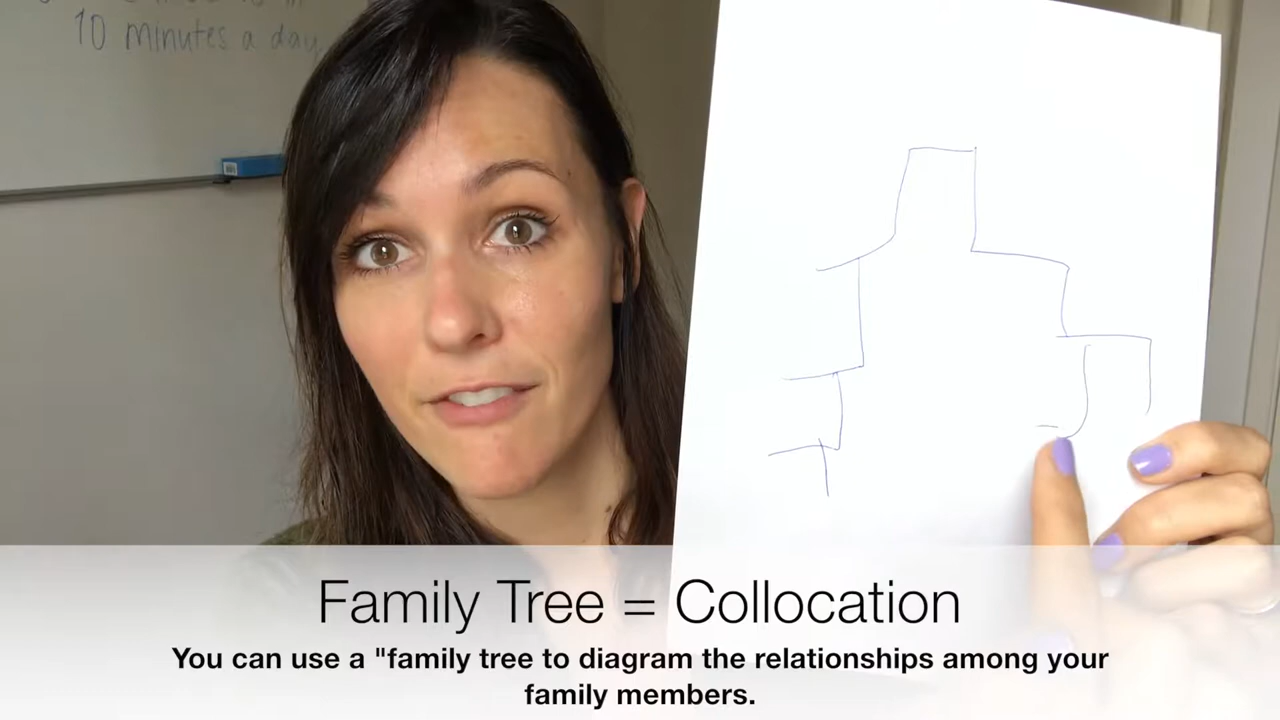 10 minutes a day
Family Tree = Collocation
You can use a "family tree to diagram the relationships among your
family members.